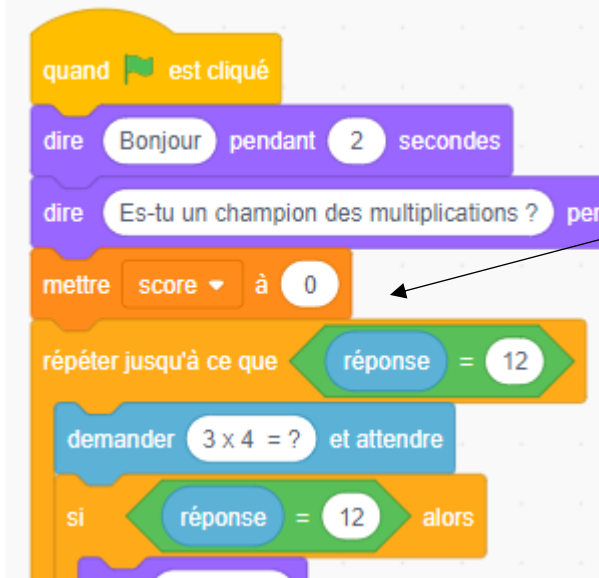 quand est cliqué
dire Bonjour pendant 2 secondes
dire Es-tu un champion des multiplications ?
mettre score à 0
répéter jusqu'à ce que réponse = 12
demander 3 x 4 = ? et attendre
si réponse = 12 alors